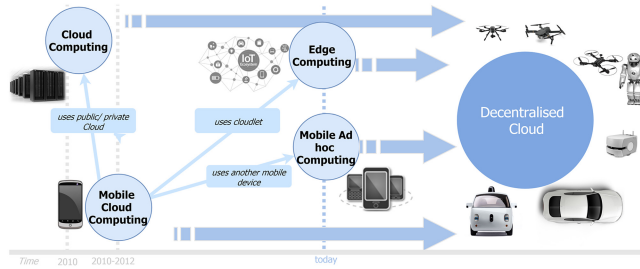 Cloud
Computing
IoT
Ecosystem
Edge
Computing
uses public/ private
Cloud
uses cloudlet
Decentralised
Cloud
Mobile Ad
hoc
Computing
uses another mobile
device
Mobile
Cloud
Computing
Time
2010
2010-2012
today